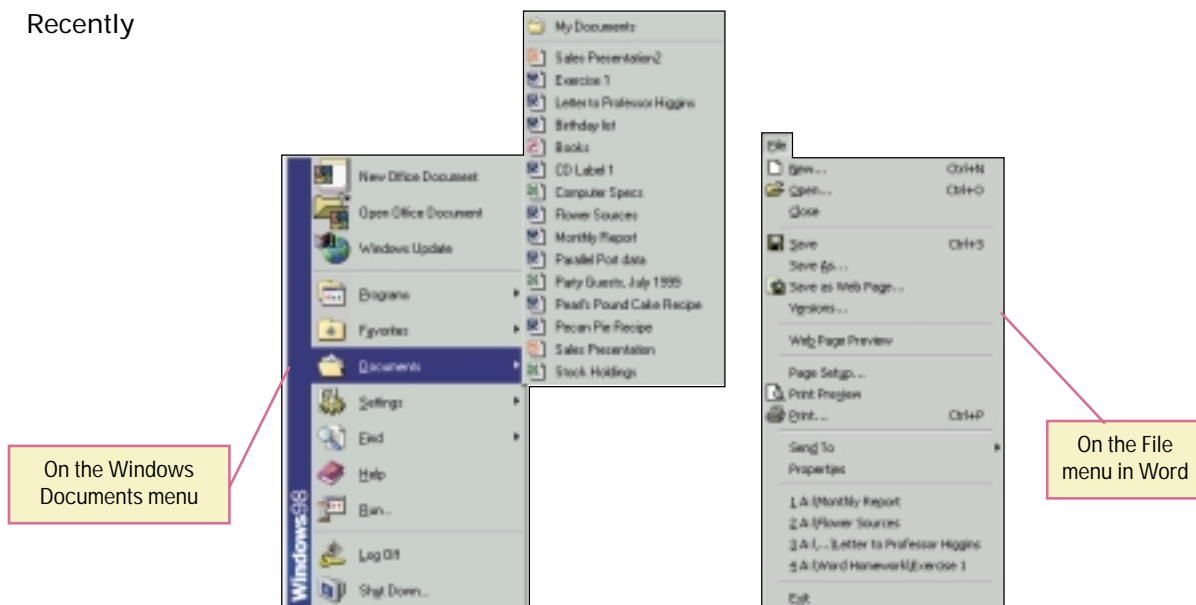 Recently
My Documents
Sales Presentation2
Exercise 1
Letter to Professor Higgins
Birthday list
Books
CD Label 1
Computer Specs
Flower Sources
Monthly Report
Parallel Port data
Party Guests, July 1999
Pearl's Pound Cake Recipe
Pecan Pie Recipe
Sales Presentation
Stock Holdings
New Office Document
Open Office Document
Windows Update
Programs
Favorites
Documents
Settings
Find
Help
Run...
Log Off
Shut Down...
Windows98
On the Windows
Documents menu
File
New... Ctrl+N
Open... Ctrl+O
Close
Save Ctrl+S
Save As...
Save as Web Page...
Versions...
Web Page Preview
Page Setup...
Print Preview
Print... Ctrl+P
Send To
Properties
1 A:\Monthly Report
2 A:\Flower Sources
3 A:\...\Letter to Professor Higgins
4 A:\Word Homework\Exercise 1
Exit
On the File
menu in Word